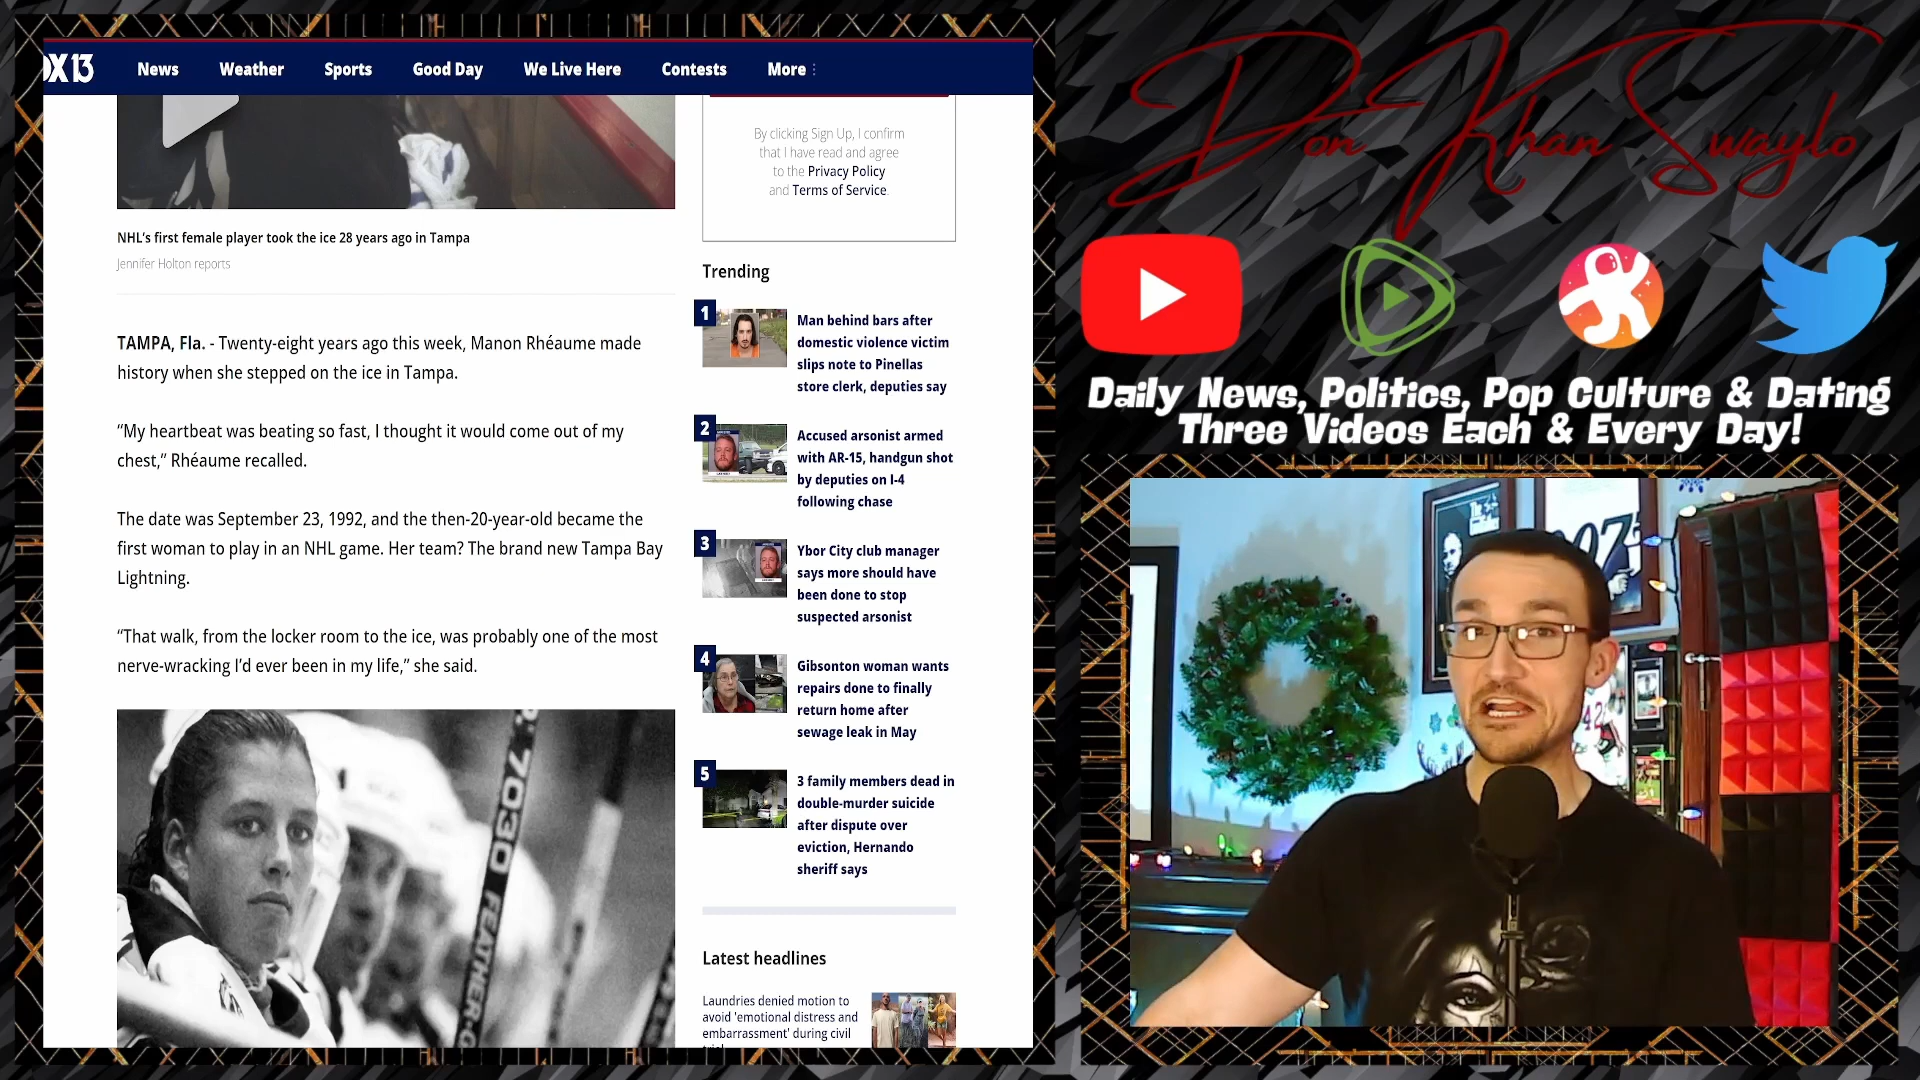 OX 13
News
Weather
Sports
Good Day
We Live Here
Contests
More
NHL's first female player took the ice 28 years ago in Tampa
Jennifer Holton reports
TAMPA, Fla. - Twenty-eight years ago this week, Manon Rhéaume made
history when she stepped on the ice in Tampa.
“My heartbeat was beating so fast, I thought it would come out of my
chest,” Rhéaume recalled.
The date was September 23, 1992, and the then-20-year-old became the
first woman to play in an NHL game. Her team? The brand new Tampa Bay
Lightning.
“That walk, from the locker room to the ice, was probably one of the most
nerve-wracking I'd ever been in my life,” she said.
7030 FEATHER-
By clicking Sign Up, I confirm
that I have read and agree
to the Privacy Policy
and Terms of Service.
Trending
1
Man behind bars after
domestic violence victim
slips note to Pinellas
store clerk, deputies say
2
Accused arsonist armed
with AR-15, handgun shot
by deputies on I-4
following chase
3
Ybor City club manager
says more should have
been done to stop
suspected arsonist
4
Gibsonton woman wants
repairs done to finally
return home after
sewage leak in May
5
3 family members dead in
double-murder suicide
after dispute over
eviction, Hernando
sheriff says
Latest headlines
Laundries denied motion to
avoid 'emotional distress and
embarrassment' during civil
Don Khan Swaylo
Daily News, Politics, Pop Culture & Dating
Three Videos Each & Every Day!
007
42